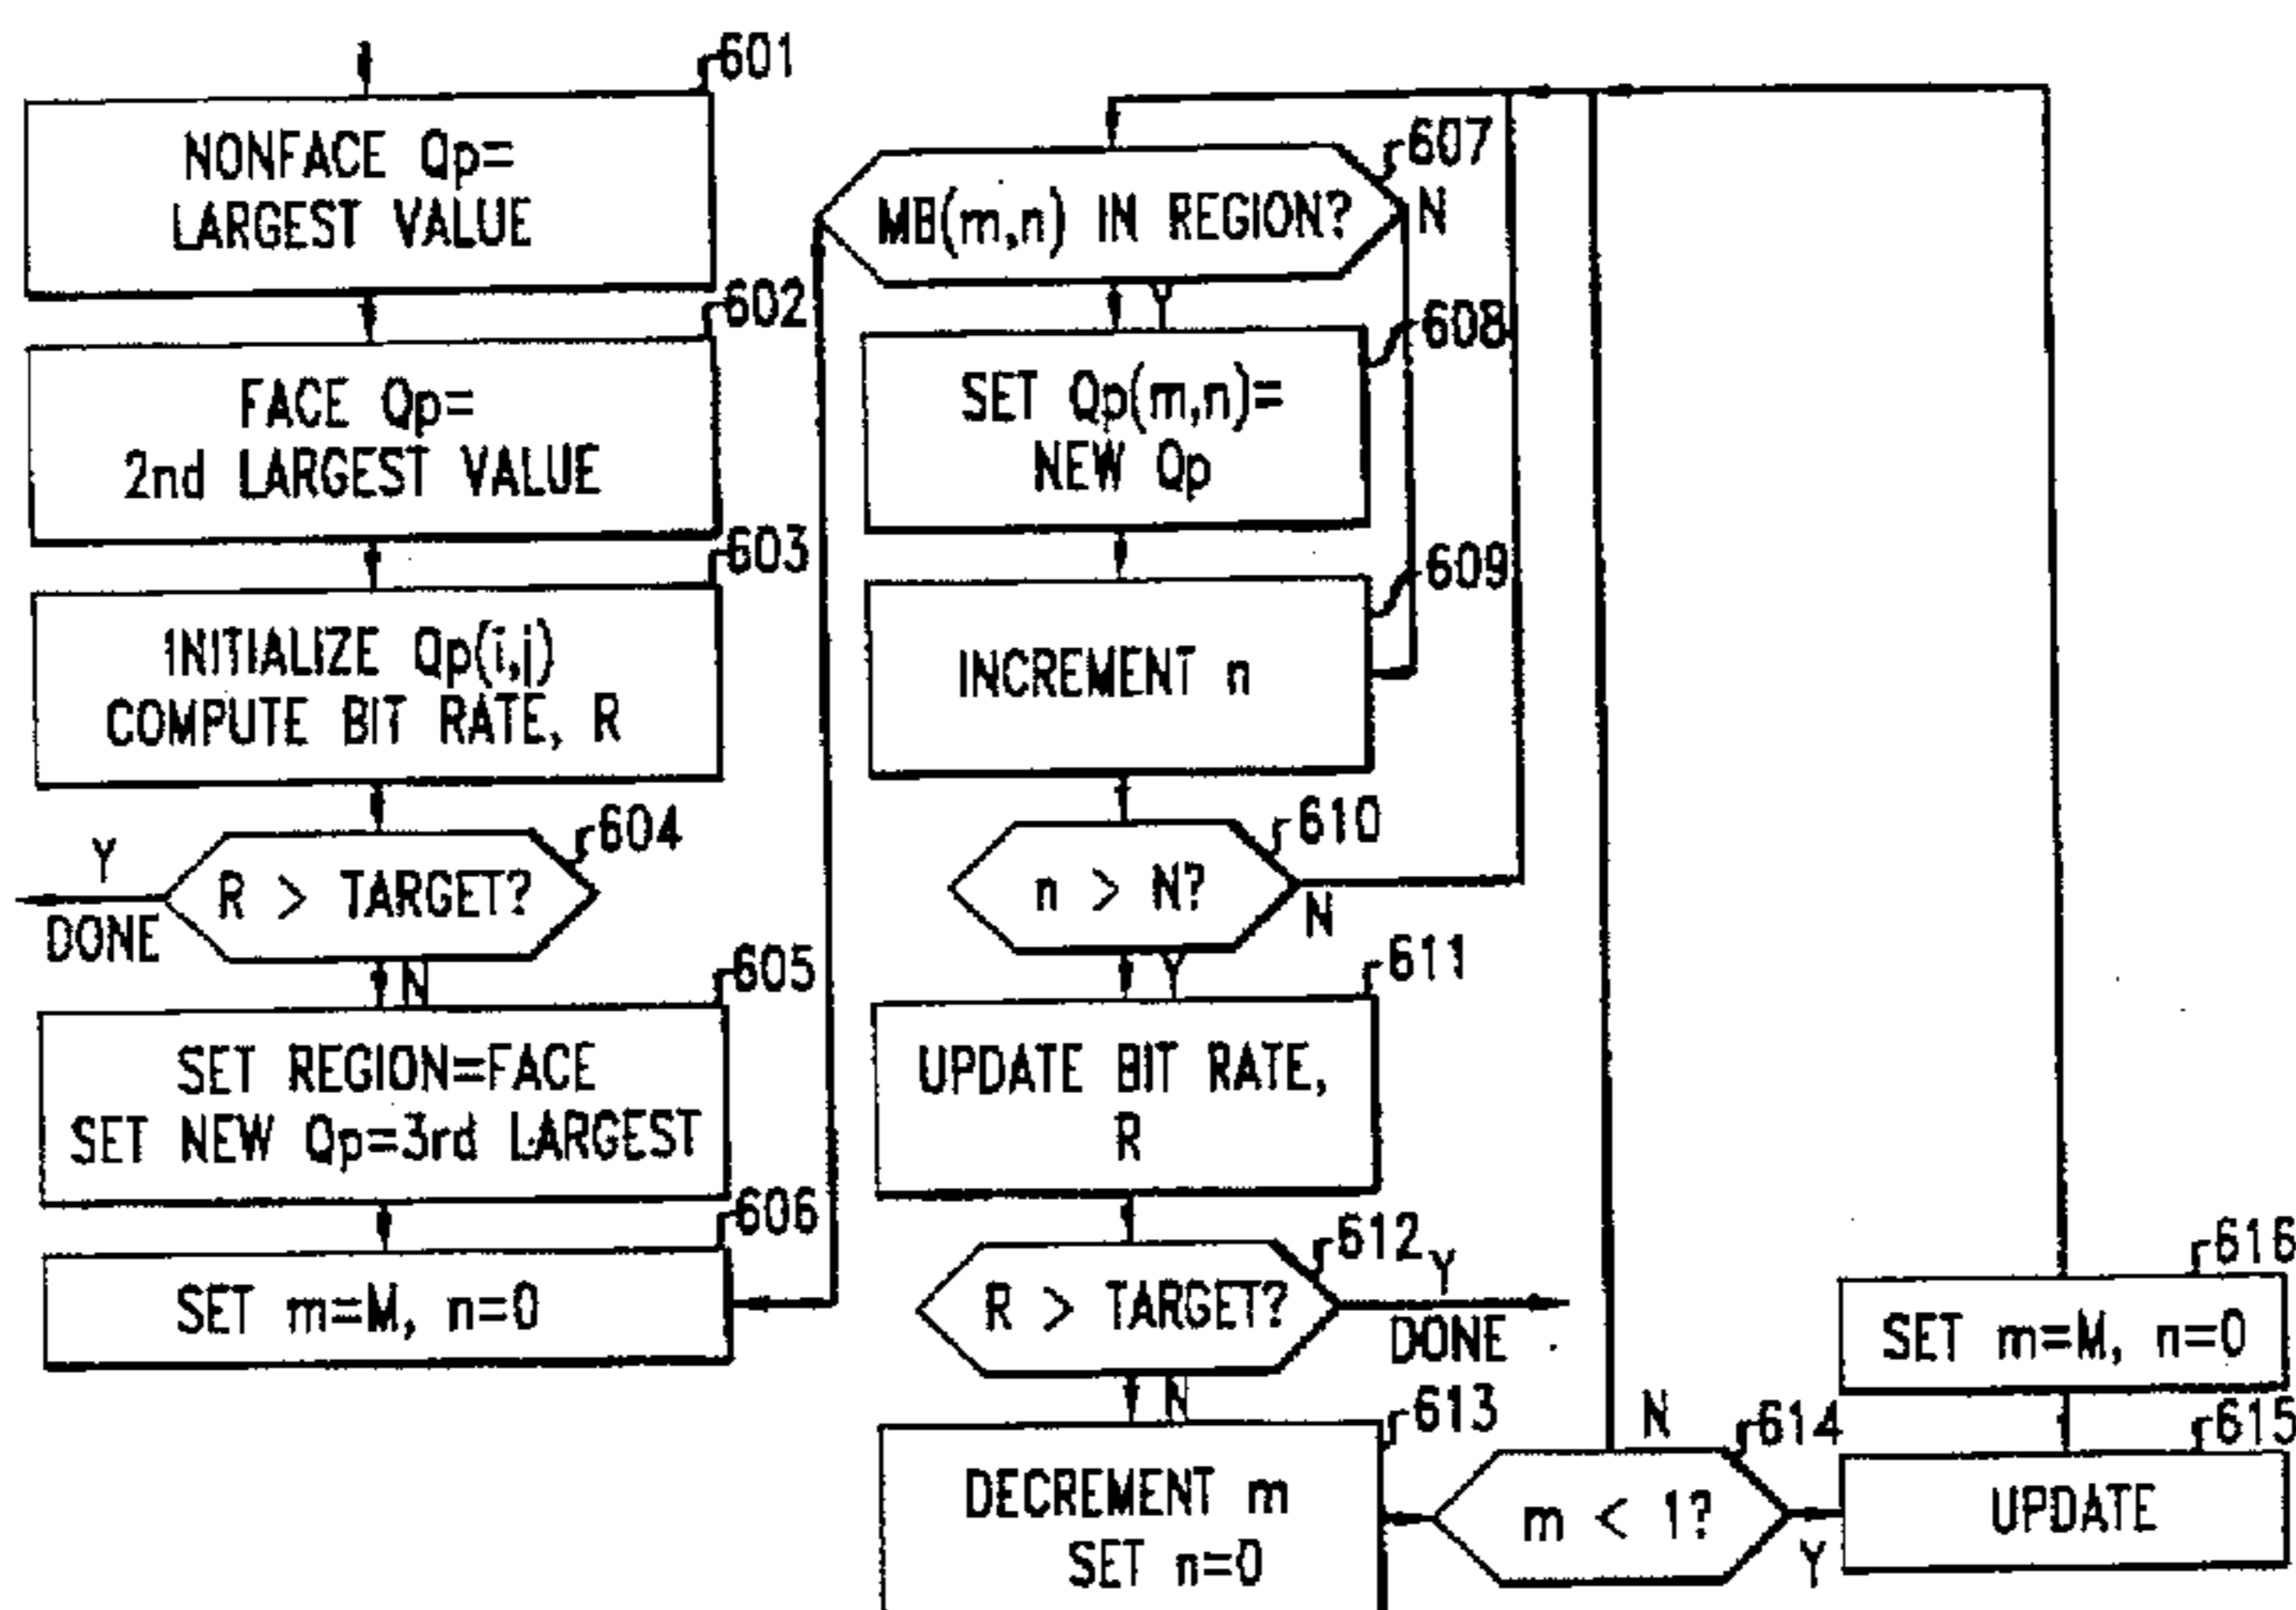 601
NONFACE Qp=
LARGEST VALUE
602
FACE Qp=
2nd LARGEST VALUE
603
INITIALIZE Qp(i,j)
COMPUTE BIT RATE, R
604
R > TARGET?
Y
DONE
N
605
SET REGION=FACE
SET NEW Qp=3rd LARGEST
606
SET m=M, n=0
607
MB(m,n) IN REGION?
N
Y
608
SET Qp(m,n)=
NEW Qp
609
INCREMENT n
610
n > N?
N
Y
611
UPDATE BIT RATE,
R
612
R > TARGET?
Y
DONE
N
613
DECREMENT m
SET n=0
614
m < 1?
N
Y
615
UPDATE
616
SET m=M, n=0